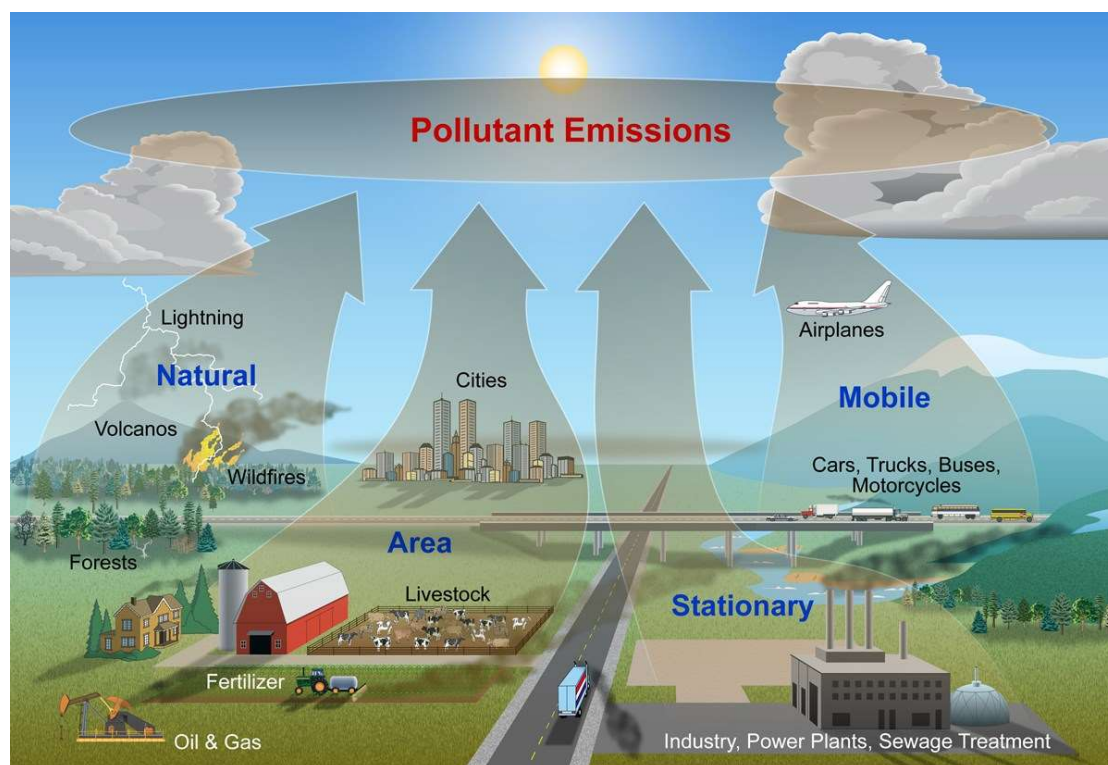 Pollutant Emissions
Lightning
Natural
Volcanos
Wildfires
Forests
Cities
Area
Livestock
Fertilizer
Oil & Gas
Airplanes
Mobile
Cars, Trucks, Buses,
Motorcycles
Stationary
Industry, Power Plants, Sewage Treatment